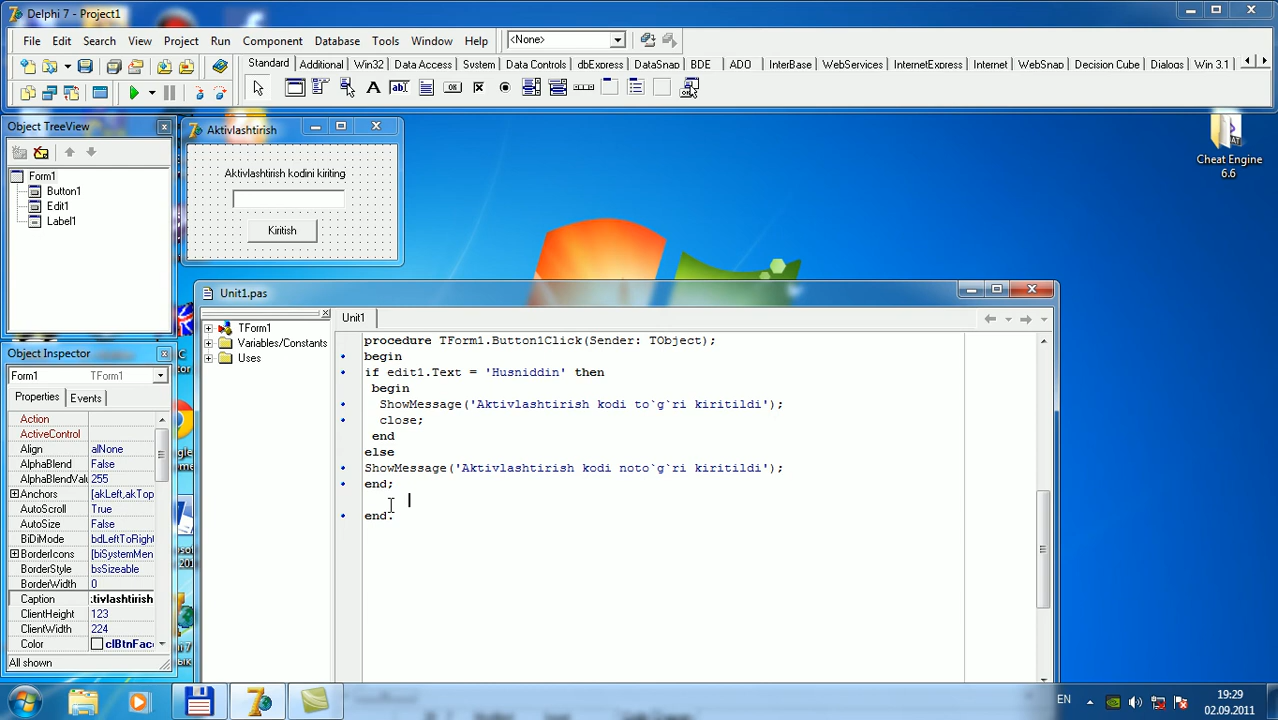 Delphi 7 - Project1
File Edit Search View Project Run Component Database Tools Window Help <None>
Standard Additional Win32 Data Access System Data Controls dbExpress DataSnap BDE ADO InterBase WebServices InternetExpress Internet WebSnap Decision Cube Dialogs Win 3.1
Object TreeView
Form1
Button1
Edit1
Label1
Aktivlashtirish
Aktivlashtirish kodini kiriting
Kiritish
Cheat Engine
6.6
Unit1.pas
Unit1
TForm1
Variables/Constants
Uses
procedure TForm1.Button1Click(Sender: TObject);
begin
if edit1.Text = 'Husniddin' then
begin
ShowMessage('Aktivlashtirish kodi to`g`ri kiritildi');
close;
end
else
ShowMessage('Aktivlashtirish kodi noto`g`ri kiritildi');
end;
end.
Object Inspector
Form1 TForm1
Properties Events
Action
ActiveControl
Align alNone
AlphaBlend False
AlphaBlendVal 255
Anchors [akLeft,akTop
AutoScroll True
AutoSize False
BiDiMode bdLeftToRight
BorderIcons [biSystemMen
BorderStyle bsSizeable
BorderWidth 0
Caption tivlashtirish
ClientHeight 123
ClientWidth 224
Color clBtnFac
All shown
EN
19:29
02.09.2011